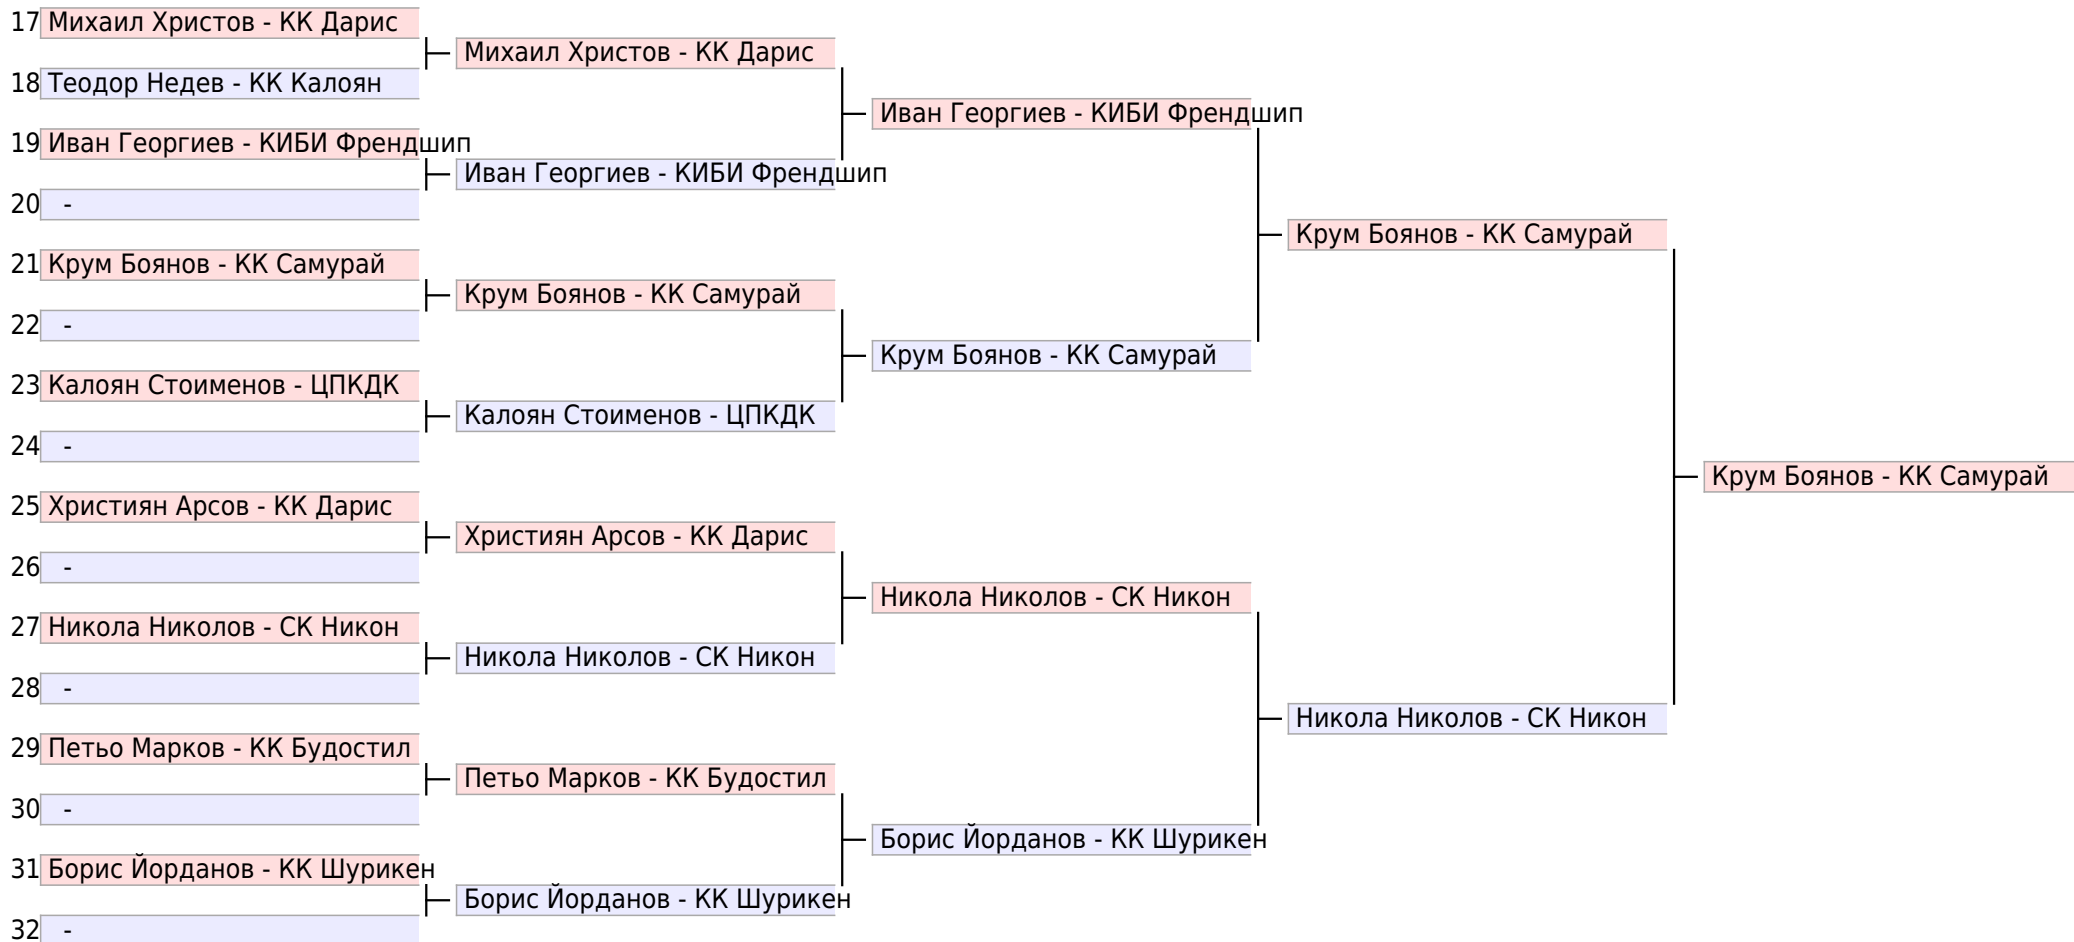 17 Михаил Христов - КК Дарис
Михаил Христов - КК Дарис
18 Теодор Недев - КК Калоян
Иван Георгиев - КИБИ Френдшип
19 Иван Георгиев - КИБИ Френдшип
Иван Георгиев - КИБИ Френдшип
20 -
Крум Боянов - КК Самурай
21 Крум Боянов - КК Самурай
Крум Боянов - КК Самурай
22 -
Крум Боянов - КК Самурай
23 Калоян Стоименов - ЦПКДК
Калоян Стоименов - ЦПКДК
24 -
Крум Боянов - КК Самурай
25 Християн Арсов - КК Дарис
Християн Арсов - КК Дарис
26 -
Никола Николов - СК Никон
27 Никола Николов - СК Никон
Никола Николов - СК Никон
28 -
Никола Николов - СК Никон
29 Петьо Марков - КК Будостил
Петьо Марков - КК Будостил
30 -
Борис Йорданов - КК Шурикен
31 Борис Йорданов - КК Шурикен
Борис Йорданов - КК Шурикен
32 -